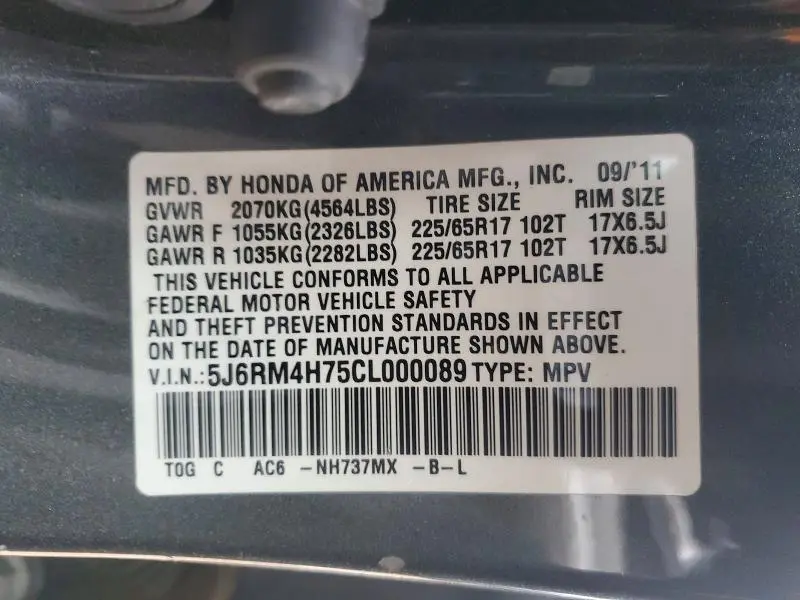 MFD. BY HONDA OF AMERICA MFG., INC. 09/'11
GVWR 2070KG(4564LBS) TIRE SIZE RIM SIZE
GAWR F 1055KG(2326LBS) 225/65R17 102T 17X6.5J
GAWR R 1035KG(2282LBS) 225/65R17 102T 17X6.5J
THIS VEHICLE CONFORMS TO ALL APPLICABLE
FEDERAL MOTOR VEHICLE SAFETY
AND THEFT PREVENTION STANDARDS IN EFFECT
ON THE DATE OF MANUFACTURE SHOWN ABOVE.
V.I.N.:5J6RM4H75CL000089 TYPE: MPV
TOG C AC6 -NH737MX -B-L